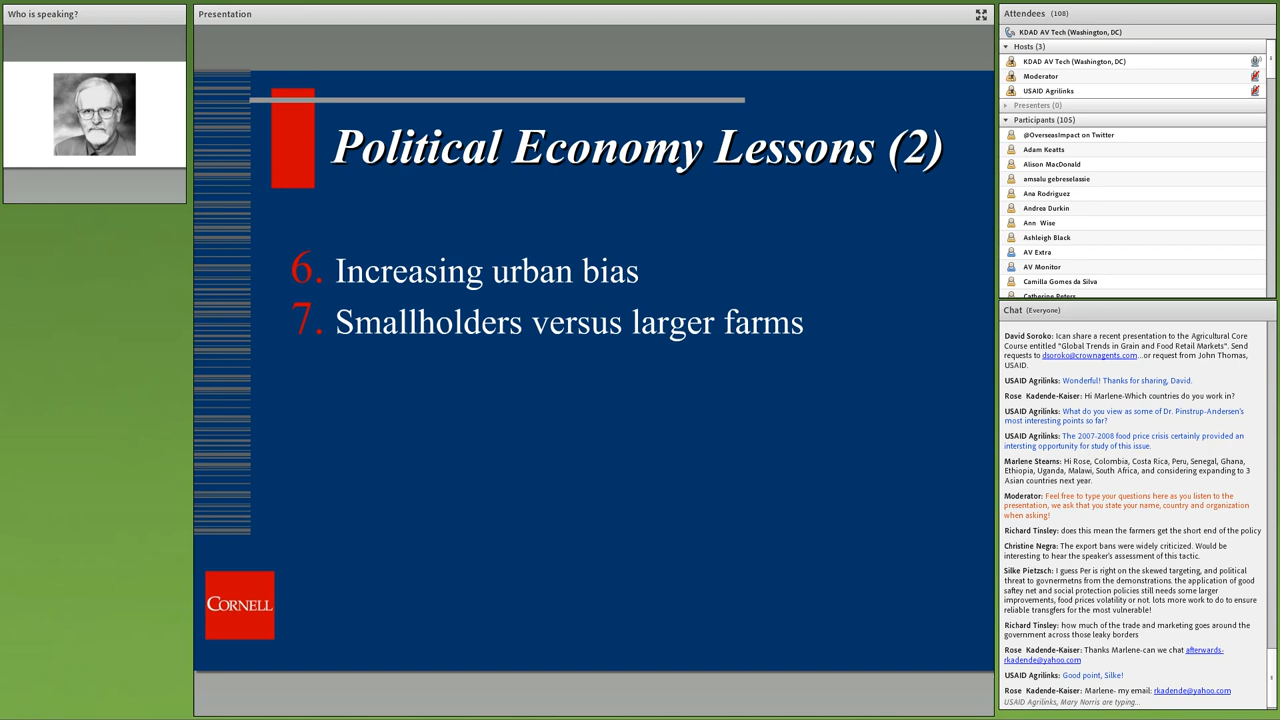 Who is speaking?
Presentation
Political Economy Lessons (2)
6. Increasing urban bias
7. Smallholders versus larger farms
CORNELL
Attendees (108)
KDAD AV Tech (Washington, DC)
Hosts (3)
KDAD AV Tech (Washington, DC)
Moderator
USAID Agrilinks
Presenters (0)
Participants (105)
@OverseasImpact on Twitter
Adam Keatts
Alison MacDonald
amsalu gebreselassie
Ana Rodriguez
Andrea Durkin
Ann Wise
Ashleigh Black
AV Extra
AV Monitor
Camilla Gomes da Silva
Catherine Peters
Chat (Everyone)
David Soroko: Ican share a recent presentation to the Agricultural Core
Course entitled "Global Trends in Grain and Food Retail Markets". Send
requests to dsoroko@crownagents.com...or request from John Thomas,
USAID.
USAID Agrilinks: Wonderful! Thanks for sharing, David.
Rose Kadende-Kaiser: Hi Marlene-Which countries do you work in?
USAID Agrilinks: What do you view as some of Dr. Pinstrup-Andersen's
most interesting points so far?
USAID Agrilinks: The 2007-2008 food price crisis certainly provided an
intersting opportunity for study of this issue.
Marlene Stearns: Hi Rose, Colombia, Costa Rica, Peru, Senegal, Ghana,
Ethiopia, Uganda, Malawi, South Africa, and considering expanding to 3
Asian countries next year.
Moderator: Feel free to type your questions here as you listen to the
presentation, we ask that you state your name, country and organization
when asking!
Richard Tinsley: does this mean the farmers get the short end of the policy
Christine Negra: The export bans were widely criticized. Would be
interesting to hear the speaker's assessment of this tactic.
Silke Pietzsch: I guess Per is right on the skewed targeting, and political
threat to govnermetns from the demonstrations. the application of good
saftey net and social protection policies still needs some larger
improvements, food prices volatility or not. lots more work to do to ensure
reliable transfers for the most vulnerable!
Richard Tinsley: how much of the trade and marketing goes around the
government across those leaky borders
Rose Kadende-Kaiser: Thanks Marlene-can we chat afterwards-
rkadende@yahoo.com
USAID Agrilinks: Good point, Silke!
Rose Kadende-Kaiser: Marlene- my email: rkadende@yahoo.com
USAID Agrilinks, Mary Norris are typing...